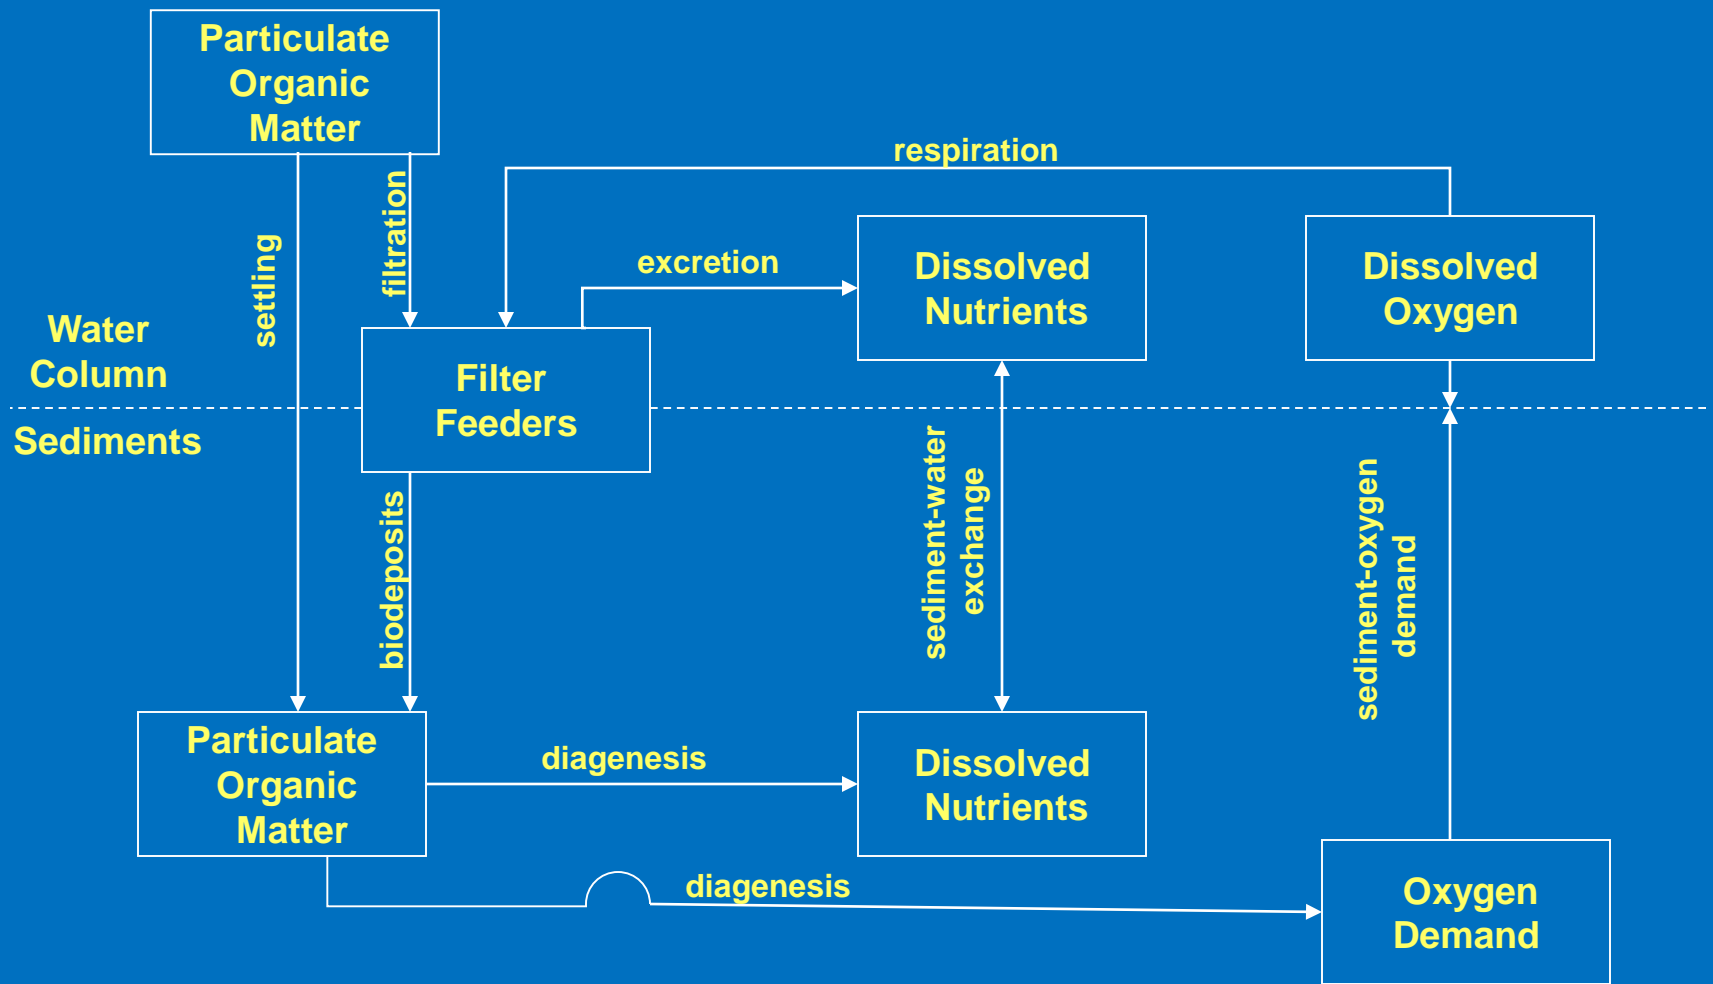 Particulate
Organic
Matter
respiration
filtration
settling
excretion
Dissolved
Nutrients
Dissolved
Oxygen
Water
Column
Filter
Feeders
Sediments
biodeposits
sediment-water
exchange
sediment-oxygen
demand
Particulate
Organic
Matter
diagenesis
Dissolved
Nutrients
diagenesis
Oxygen
Demand